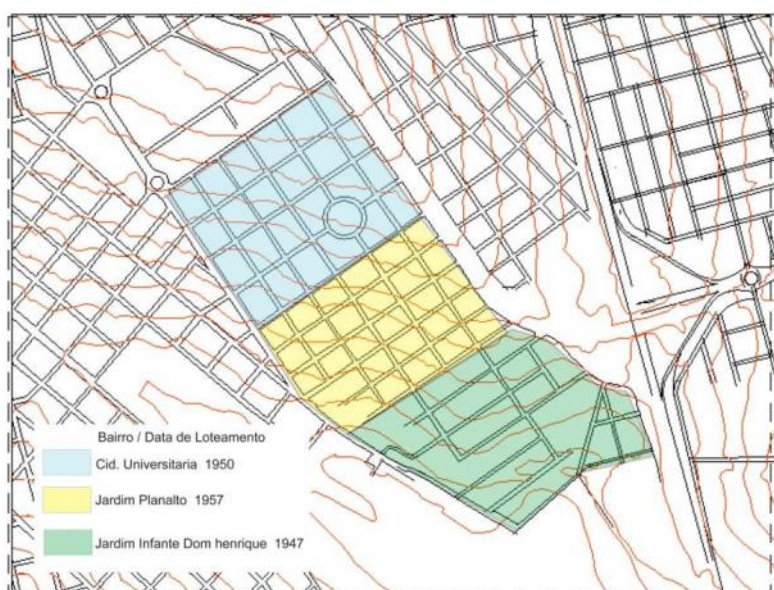 Bairro / Data de Loteamento
Cid. Universitaria 1950
Jardim Planalto 1957
Jardim Infante Dom henrique 1947